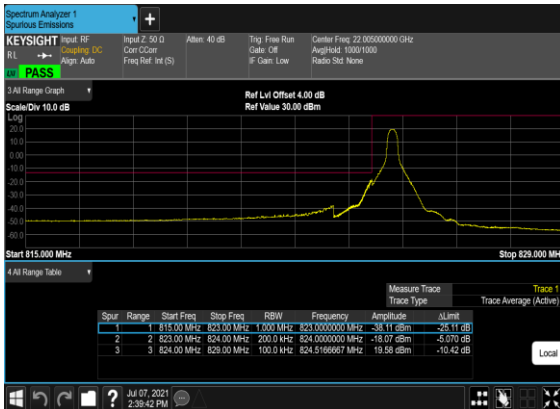 Spectrum Analyzer 1
Spurious Emissions
KEYSIGHT
RL
LM
PASS
Input: RF
Coupling: DC
Align: Auto
Input Z: 50 Ω
Corr CCorr
Freq Ref: Int (S)
Atten: 40 dB
Trig: Free Run
Gate: Off
IF Gain: Low
Center Freq: 22.005000000 GHz
Avg|Hold: 1000/1000
Radio Std: None
3 All Range Graph
Scale/Div 10.0 dB
Ref Lvl Offset 4.00 dB
Ref Value 30.00 dBm
Log
20.0
10.0
0.00
-10.0
-20.0
-30.0
-40.0
-50.0
-60.0
Start 815.000 MHz
Stop 829.000 MH
4 All Range Table
Measure Trace Trace 1
Trace Type Trace Average (Active)
Spur Range Start Freq Stop Freq RBW Frequency Amplitude ΔLimit
1 1 815.00 MHz 823.00 MHz 1.000 MHz 823.0000000 MHz -38.11 dBm -25.11 dB
2 2 823.00 MHz 824.00 MHz 200.0 kHz 824.0000000 MHz -18.07 dBm -5.070 dB
3 3 824.00 MHz 829.00 MHz 100.0 kHz 824.5166667 MHz 19.58 dBm -10.42 dB
Local
?
Jul 07, 2021
2:39:42 PM